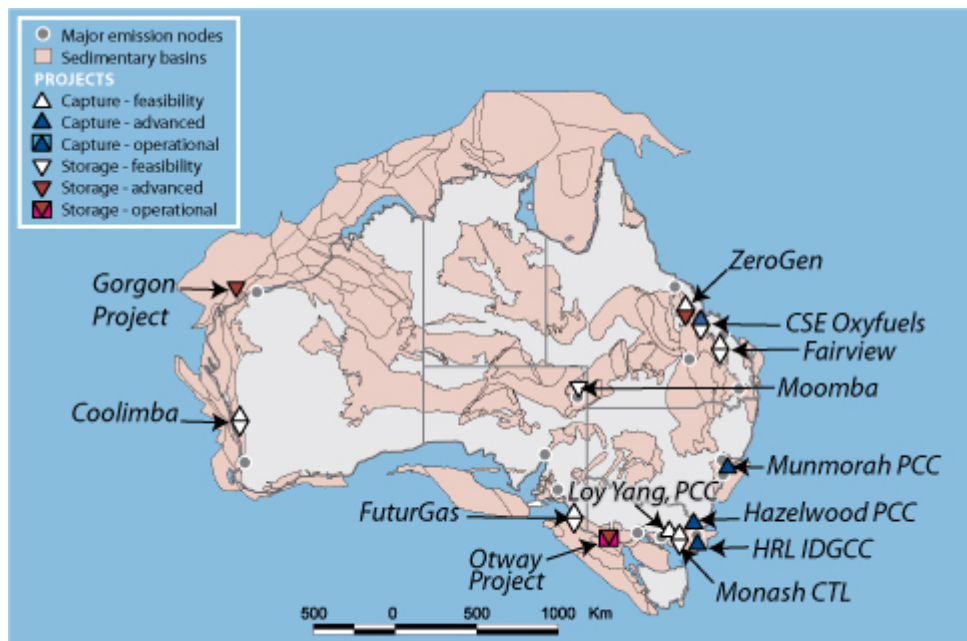 Major emission nodes
Sedimentary basins
PROJECTS
Capture - feasibility
Capture - advanced
Capture - operational
Storage - feasibility
Storage - advanced
Storage - operational
ZeroGen
Gorgon
Project
CSE Oxyfuels
Fairview
Moomba
Coolimba
Munmorah PCC
Loy Yang, PCC
FuturGas
Hazelwood PCC
HRL IDGCC
Otway
Project
Monash CTL
500 0 500 1000 Km